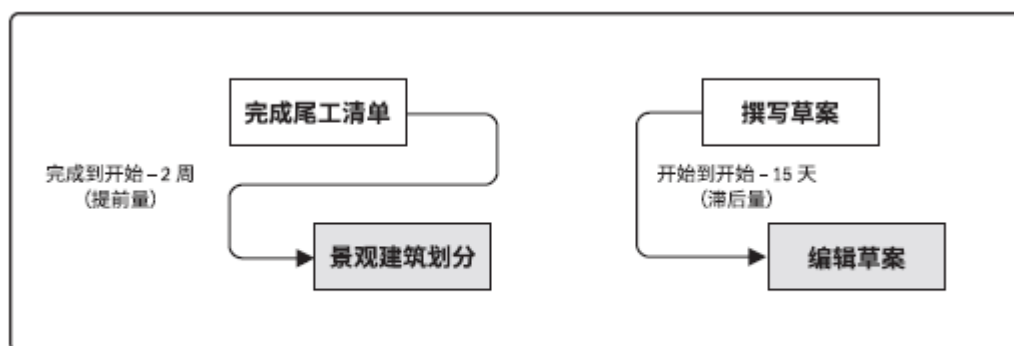 完成尾工清单
撰写草案
完成到开始 – 2 周
(提前量)
开始到开始 – 15 天
(滞后量)
景观建筑划分
编辑草案